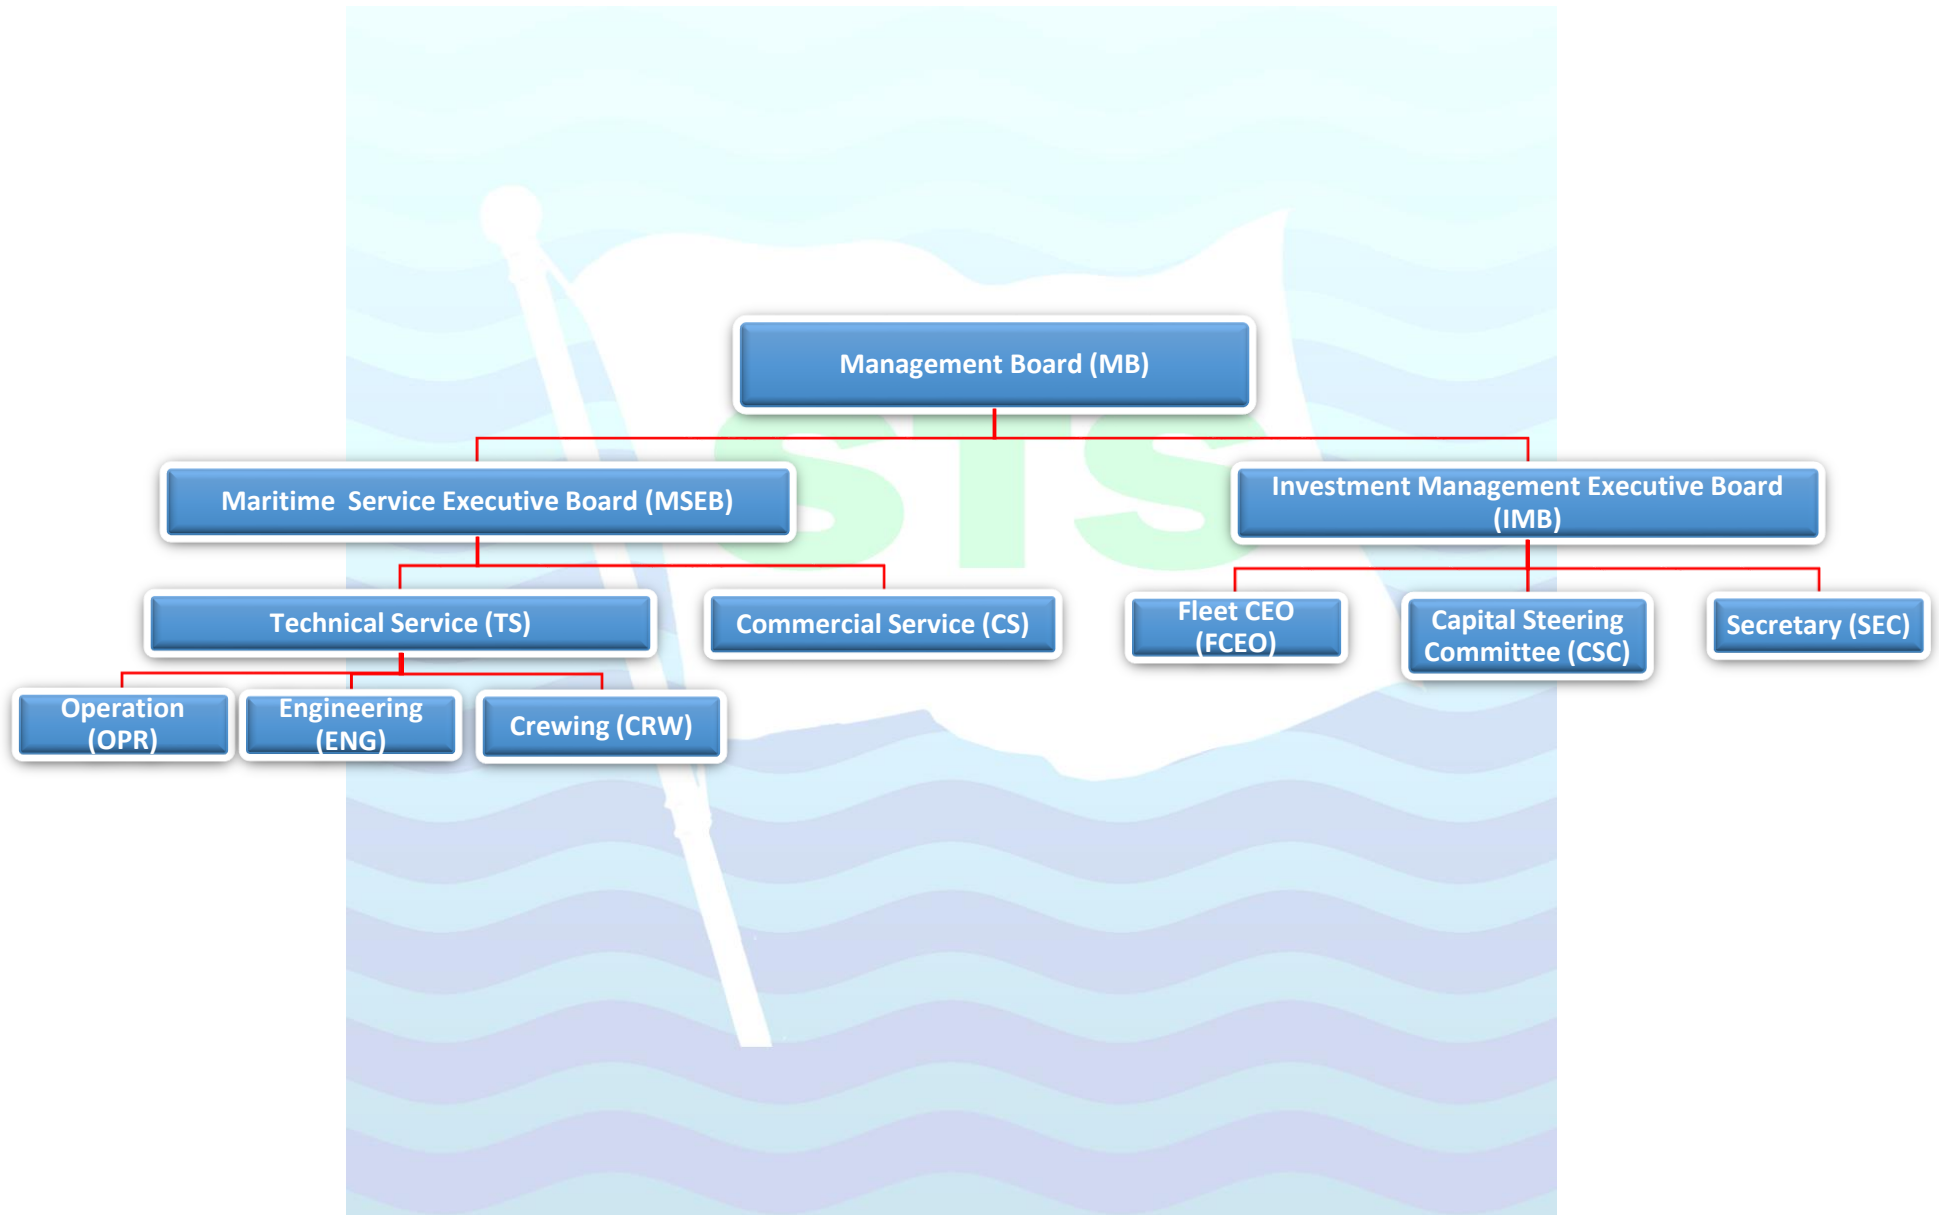 Management Board (MB)
STS
Maritime  Service Executive Board (MSEB)
Investment Management Executive Board
(IMB)
Technical Service (TS)
Commercial Service (CS)
Fleet CEO
(FCEO)
Capital Steering
Committee (CSC)
Secretary (SEC)
Operation
(OPR)
Engineering
(ENG)
Crewing (CRW)